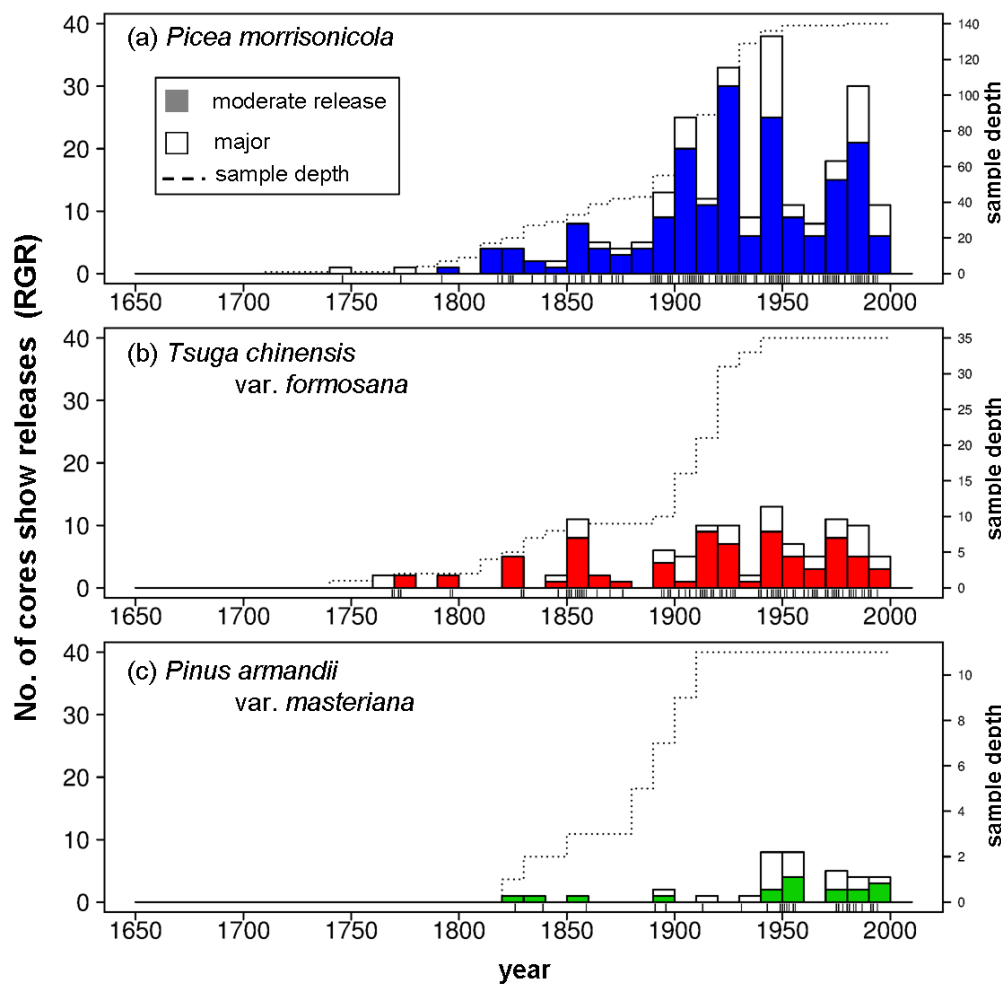 No. of cores show releases (RGR)
(a) Picea morrisonicola
moderate release
major
sample depth
40
30
20
10
0
140
120
100
80
60
40
20
0
sample depth
1650 1700 1750 1800 1850 1900 1950 2000
(b) Tsuga chinensis
var. formosana
40
30
20
10
0
35
30
25
20
15
10
5
0
sample depth
1650 1700 1750 1800 1850 1900 1950 2000
(c) Pinus armandii
var. masteriana
40
30
20
10
0
10
8
6
4
2
0
sample depth
1650 1700 1750 1800 1850 1900 1950 2000
year